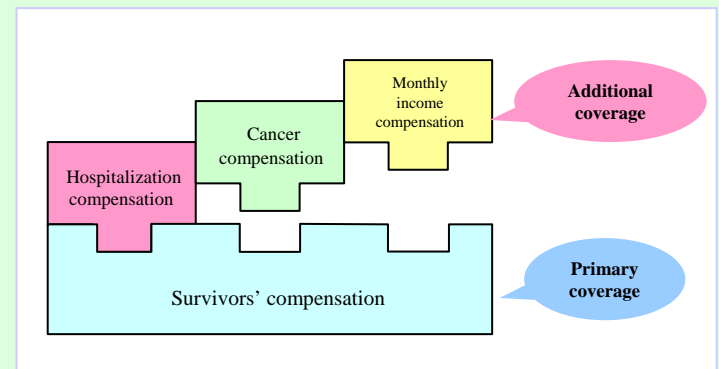 Monthly
income
compensation
Additional
coverage
Cancer
compensation
Hospitalization
compensation
Survivors’ compensation
Primary
coverage